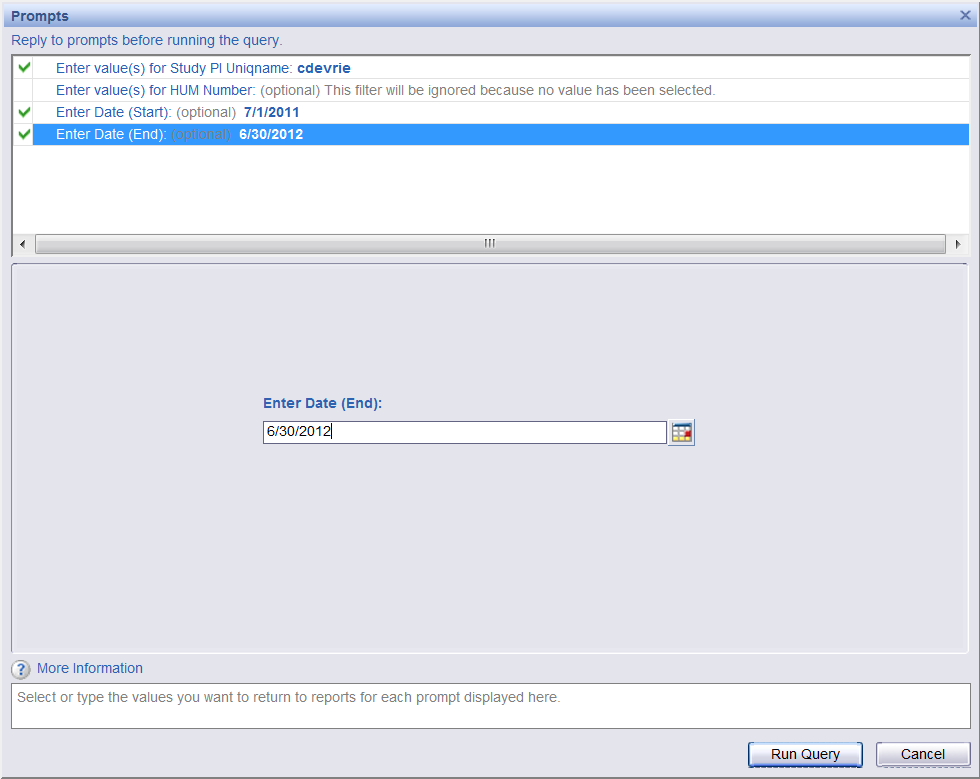 Prompts
Reply to prompts before running the query.
Enter value(s) for Study PI Uniqname: cdevrie
Enter value(s) for HUM Number: (optional) This filter will be ignored because no value has been selected.
Enter Date (Start): (optional) 7/1/2011
Enter Date (End): (optional) 6/30/2012
Enter Date (End):
6/30/2012
? More Information
Select or type the values you want to return to reports for each prompt displayed here.
Run Query Cancel